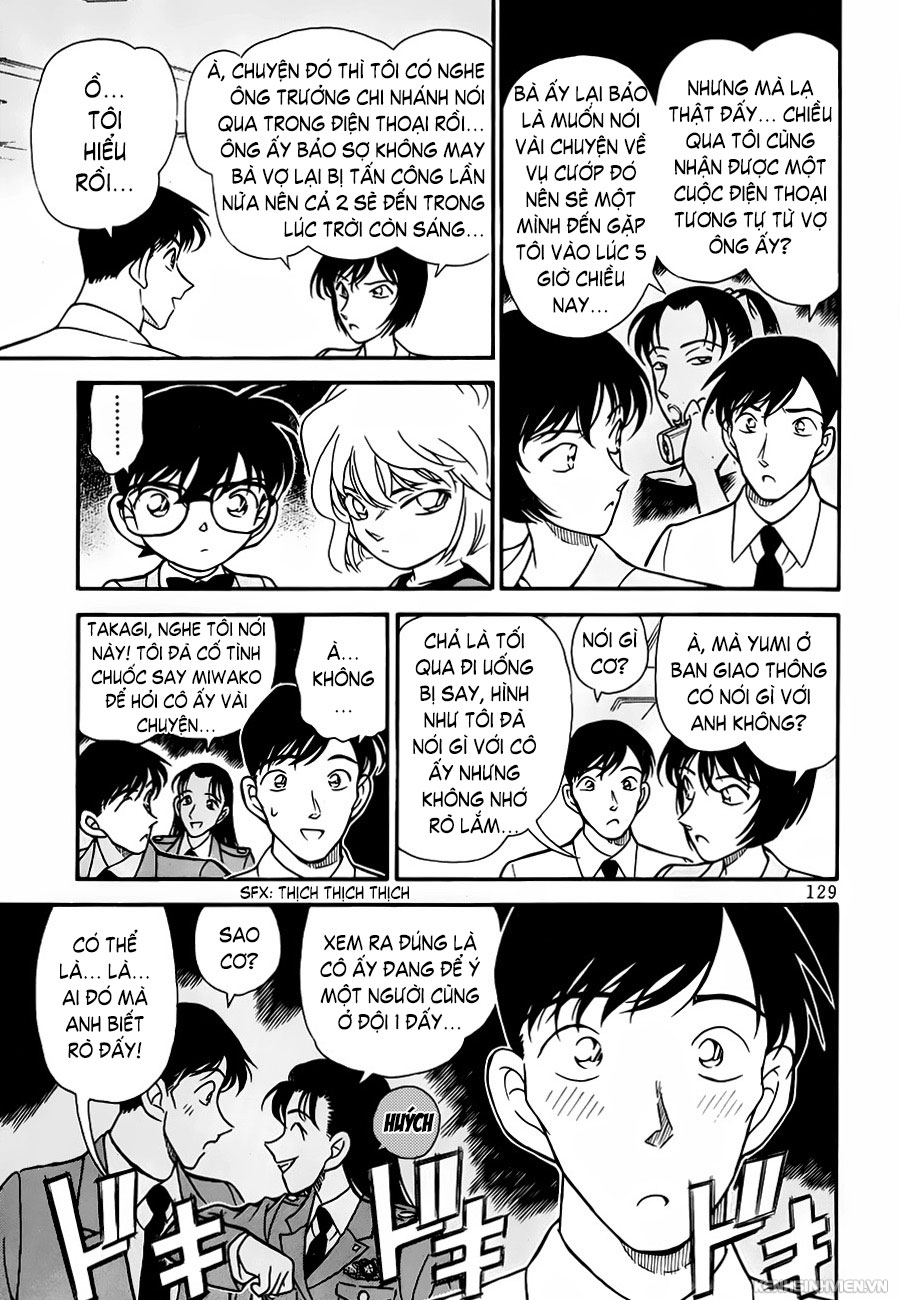 NHƯNG MÀ LẠ
THẬT ĐẤY... CHIỀU
QUA TÔI CŨNG
NHẬN ĐƯỢC MỘT
CUỘC ĐIỆN THOẠI
TƯƠNG TỰ TỪ VỢ
ÔNG ẤY?
BÀ ẤY LẠI BẢO
LÀ MUỐN NÓI
VÀI CHUYỆN VỀ
VỤ CƯỚP ĐÓ
NÊN SẼ MỘT
MÌNH ĐẾN GẶP
TÔI VÀO LÚC 5
GIỜ CHIỀU
NAY...
À, CHUYỆN ĐÓ THÌ TÔI CÓ NGHE
ÔNG TRƯỞNG CHI NHÁNH NÓI
QUA TRONG ĐIỆN THOẠI RỒI...
ÔNG ẤY BẢO SỢ KHÔNG MAY
BÀ VỢ LẠI BỊ TẤN CÔNG LẦN
NỮA NÊN CẢ 2 SẼ ĐẾN TRONG
LÚC TRỜI CÒN SÁNG...
Ồ...
TÔI
HIỂU
RỒI...
.........
À, MÀ YUMI Ở
BAN GIAO THÔNG
CÓ NÓI GÌ VỚI
ANH KHÔNG?
NÓI GÌ
CƠ?
CHẢ LÀ TỐI
QUA ĐI UỐNG
BỊ SAY, HÌNH
NHƯ TÔI ĐÃ
NÓI GÌ VỚI CÔ
ẤY NHƯNG
KHÔNG NHỚ
RÕ LẮM...
À...
KHÔNG
...
TAKAGI, NGHE TÔI NÓI
NÀY! TÔI ĐÃ CỐ TÌNH
CHUỐC SAY MIWAKO
ĐỂ HỎI CÔ ẤY VÀI
CHUYỆN...
SFX: THỊCH THỊCH THỊCH
129
XEM RA ĐÚNG LÀ
CÔ ẤY ĐANG ĐỂ Ý
MỘT NGƯỜI CÙNG
Ở ĐỘI 1 ĐẤY...
SAO
CƠ?
CÓ THỂ
LÀ... LÀ...
AI ĐÓ MÀ
ANH BIẾT
RÕ ĐẤY!
HUÝCH
ドキ
ドキ
ドキ
KENHSINHVIEN.VN